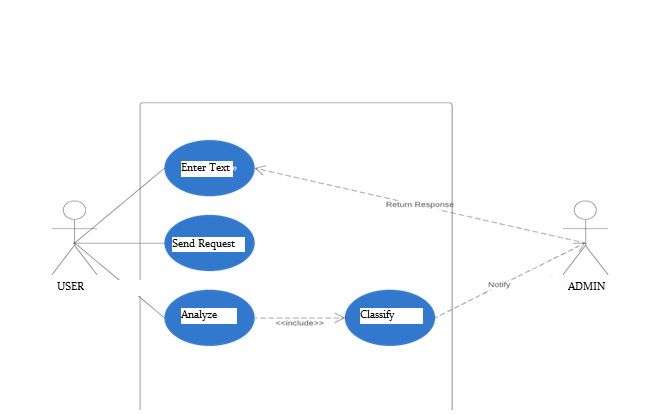 Enter Text
Return Response
Send Request
USER
ADMIN
Notify
Analyze
<<include>>
Classify